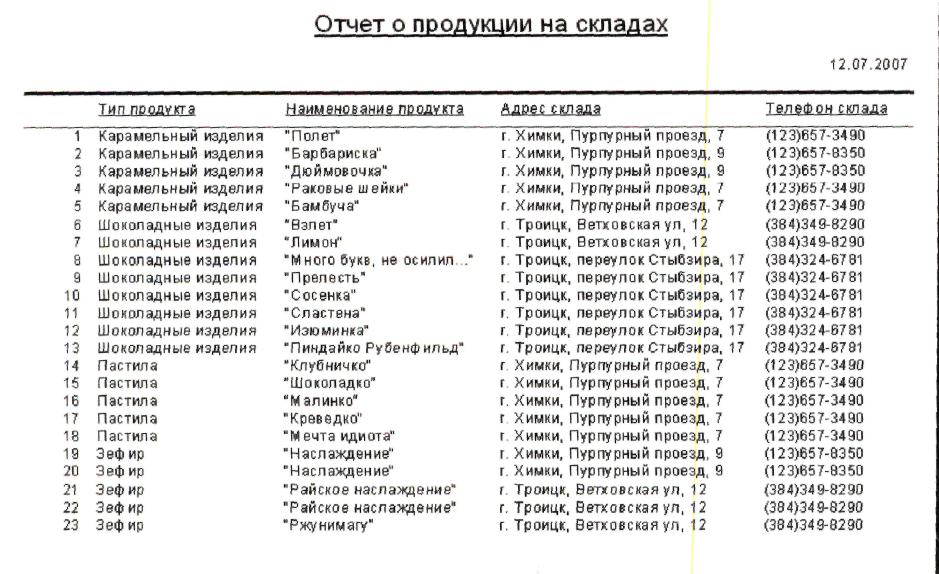 Отчет о продукции на складах
12.07.2007
Тип продукта Наименование продукта Адрес склада Телефон склада
1 Карамельный изделия "Полет" г. Химки, Пурпурный проезд, 7 (123)657-3490
2 Карамельный изделия "Барбариска" г. Химки, Пурпурный проезд, 9 (123)657-8350
3 Карамельный изделия "Дюймовочка" г. Химки, Пурпурный проезд, 9 (123)657-8350
4 Карамельный изделия "Раковые шейки" г. Химки, Пурпурный проезд, 7 (123)657-3490
5 Карамельный изделия "Бамбуча" г. Химки, Пурпурный проезд, 7 (123)657-3490
6 Шоколадные изделия "Взлет" г. Троицк, Ветховская ул, 12 (384)349-8290
7 Шоколадные изделия "Лимон" г. Троицк, Ветховская ул, 12 (384)349-8290
8 Шоколадные изделия "Много букв, не осилил..." г. Троицк, переулок Стыбзира, 17 (384)324-6781
9 Шоколадные изделия "Прелесть" г. Троицк, переулок Стыбзира, 17 (384)324-6781
10 Шоколадные изделия "Сосенка" г. Троицк, переулок Стыбзира, 17 (384)324-6781
11 Шоколадные изделия "Сластена" г. Троицк, переулок Стыбзира, 17 (384)324-6781
12 Шоколадные изделия "Изюминка" г. Троицк, переулок Стыбзира, 17 (384)324-6781
13 Шоколадные изделия "Пиндайко Рубенфильд" г. Троицк, переулок Стыбзира, 17 (384)324-6781
14 Пастила "Клубничко" г. Химки, Пурпурный проезд, 7 (123)657-3490
15 Пастила "Шоколадко" г. Химки, Пурпурный проезд, 7 (123)657-3490
16 Пастила "Малинко" г. Химки, Пурпурный проезд, 7 (123)657-3490
17 Пастила "Креведко" г. Химки, Пурпурный проезд, 7 (123)657-3490
18 Пастила "Мечта идиота" г. Химки, Пурпурный проезд, 7 (123)657-3490
19 Зефир "Наслаждение" г. Химки, Пурпурный проезд, 9 (123)657-8350
20 Зефир "Наслаждение" г. Химки, Пурпурный проезд, 9 (123)657-8350
21 Зефир "Райское наслаждение" г. Троицк, Ветховская ул, 12 (384)349-8290
22 Зефир "Райское наслаждение" г. Троицк, Ветховская ул, 12 (384)349-8290
23 Зефир "Ржунимагу" г. Троицк, Ветховская ул, 12 (384)349-8290